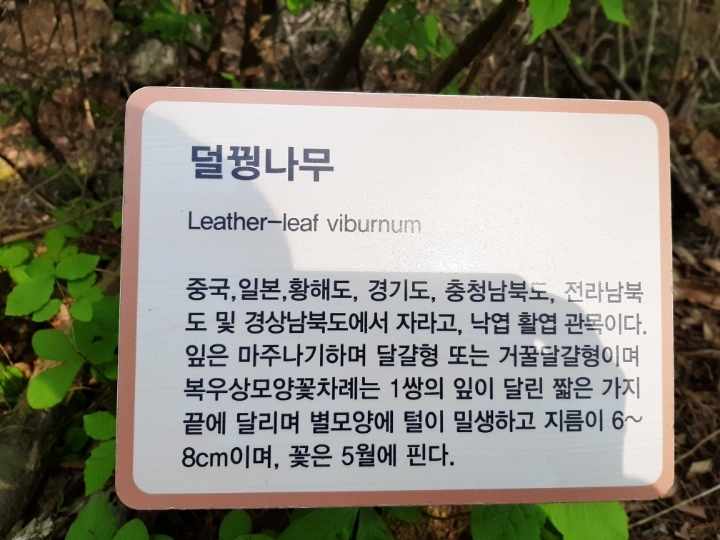 덜꿩나무
Leather-leaf viburnum
중국,일본,황해도, 경기도, 충청남북도, 전라남북
도 및 경상남북도에서 자라고, 낙엽 활엽 관목이다.
잎은 마주나기하며 달걀형 또는 거꿀달걀형이며
복우상모양꽃차례는 1쌍의 잎이 달린 짧은 가지
끝에 달리며 별모양에 털이 밀생하고 지름이 6~
8cm이며, 꽃은 5월에 핀다.